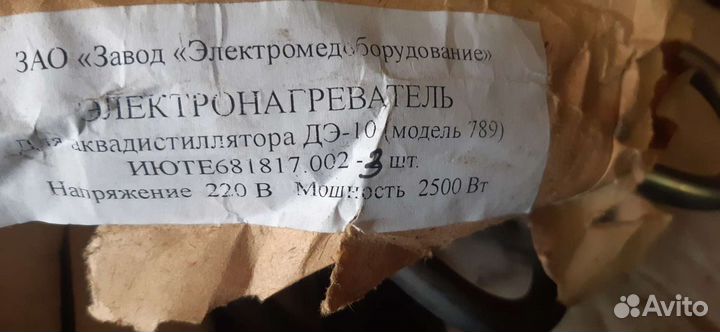 ЗАО «Завод «Электромедоборудование»
ЭЛЕКТРОНАГРЕВАТЕЛЬ
для аквадистиллятора ДЭ-10 (модель 789)
ИЮТЕ681817.002 - 3 шт.
Напряжение 220 В Мощность 2500 Вт
Avito